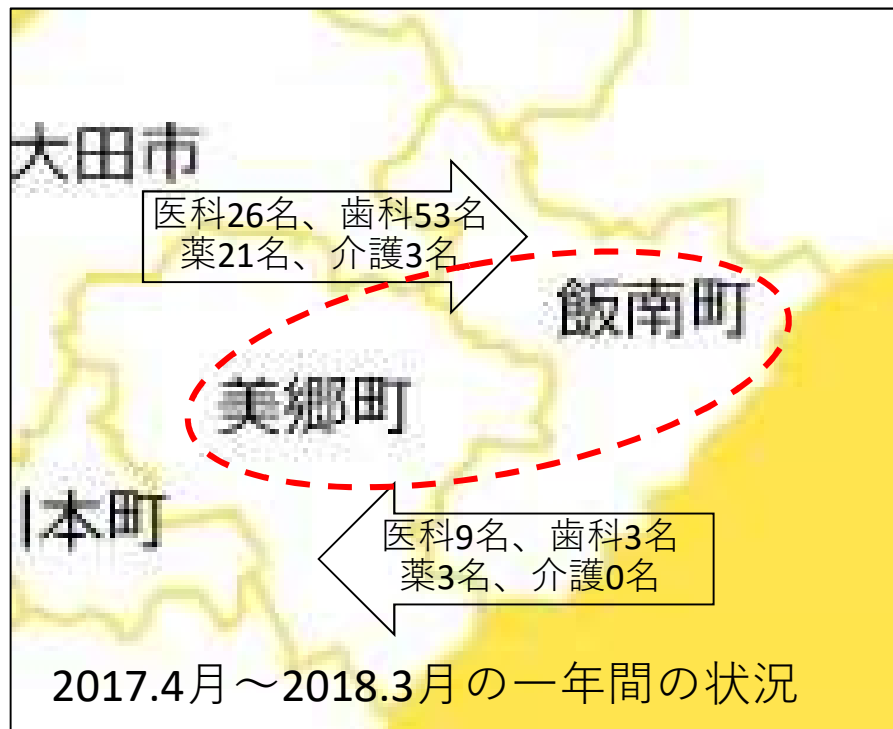 大田市
医科26名、歯科53名
薬21名、介護3名
飯南町
美郷町
本町
医科9名、歯科3名
薬3名、介護0名
2017.4月～2018.3月の一年間の状況